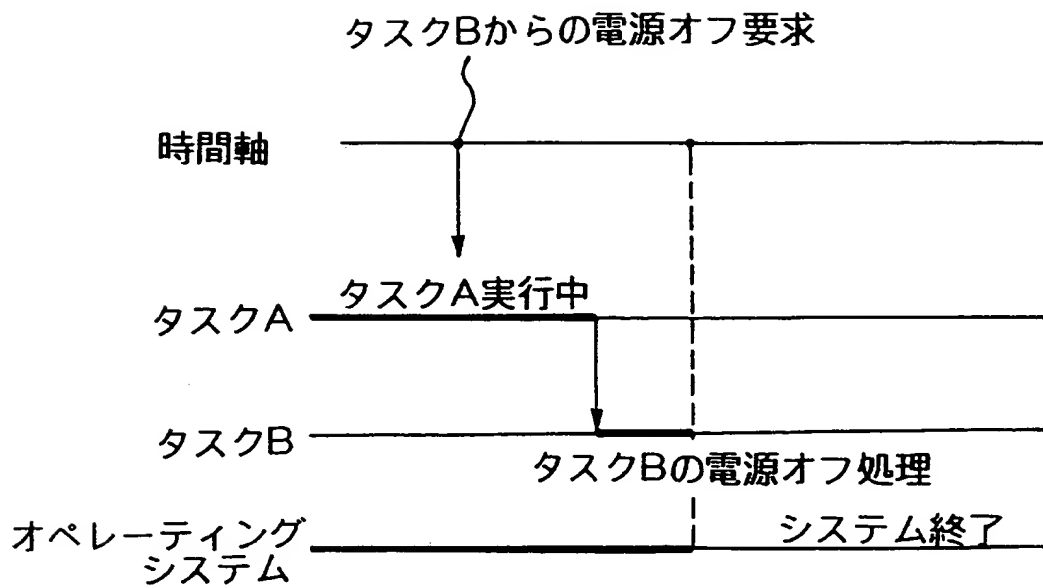 タスクBからの電源オフ要求
時間軸
タスクA実行中
タスクA
タスクB
タスクBの電源オフ処理
オペレーティング
システム
システム終了